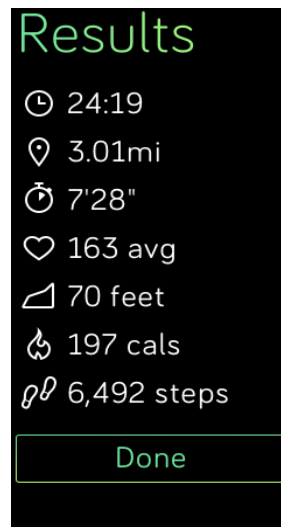 Results
24:19
3.01mi
7'28"
163 avg
70 feet
197 cals
6,492 steps
Done